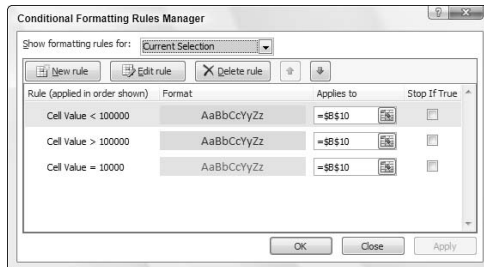 Conditional Formatting Rules Manager
Show formatting rules for: Current Selection
New rule Edit rule Delete rule
Rule (applied in order shown) Format Applies to Stop If True
Cell Value < 100000 AaBbCcYyZz =$B$10
Cell Value > 100000 AaBbCcYyZz =$B$10
Cell Value = 10000 AaBbCcYyZz =$B$10
OK Close Apply